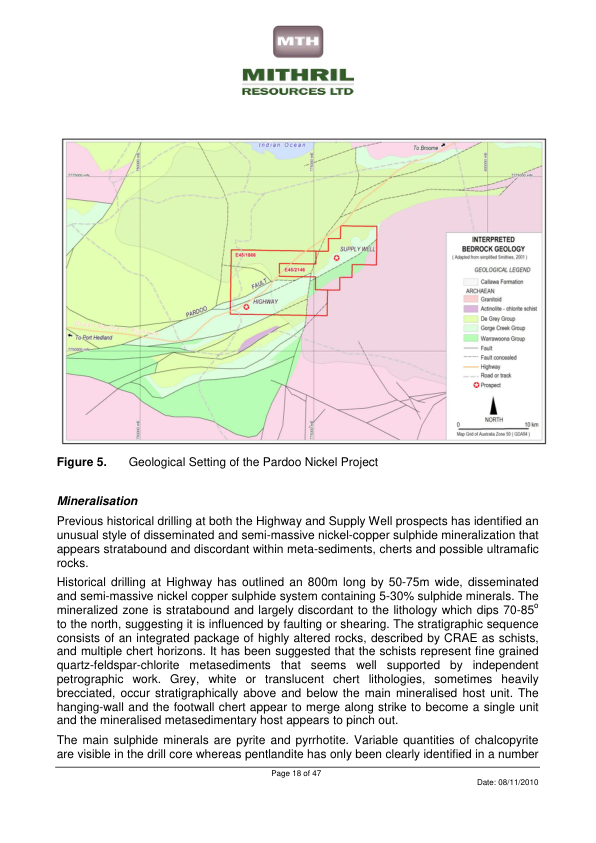 MTH
MITHRIL
RESOURCES LTD
Indian Ocean
To Broome
SUPPLY WELL
E45/1866
E45/2146
FAULT
PARDOO
HIGHWAY
To Port Hedland
INTERPRETED
BEDROCK GEOLOGY
( Adapted from simplified Smithies, 2001 )
GEOLOGICAL LEGEND
Callawa Formation
ARCHAEAN
Granitoid
Actinolite - chlorite schist
De Grey Group
Gorge Creek Group
Warrawoona Group
Fault
Fault concealed
Highway
Road or track
Prospect
NORTH
0 10 km
Map Grid of Australia Zone 50 ( GDA94 )
Figure 5. Geological Setting of the Pardoo Nickel Project
Mineralisation
Previous historical drilling at both the Highway and Supply Well prospects has identified an
unusual style of disseminated and semi-massive nickel-copper sulphide mineralization that
appears stratabound and discordant within meta-sediments, cherts and possible ultramafic
rocks.
Historical drilling at Highway has outlined an 800m long by 50-75m wide, disseminated
and semi-massive nickel copper sulphide system containing 5-30% sulphide minerals. The
mineralized zone is stratabound and largely discordant to the lithology which dips 70-85°
to the north, suggesting it is influenced by faulting or shearing. The stratigraphic sequence
consists of an integrated package of highly altered rocks, described by CRAE as schists,
and multiple chert horizons. It has been suggested that the schists represent fine grained
quartz-feldspar-chlorite metasediments that seems well supported by independent
petrographic work. Grey, white or translucent chert lithologies, sometimes heavily
brecciated, occur stratigraphically above and below the main mineralised host unit. The
hanging-wall and the footwall chert appear to merge along strike to become a single unit
and the mineralised metasedimentary host appears to pinch out.
The main sulphide minerals are pyrite and pyrrhotite. Variable quantities of chalcopyrite
are visible in the drill core whereas pentlandite has only been clearly identified in a number
Page 18 of 47
Date: 08/11/2010